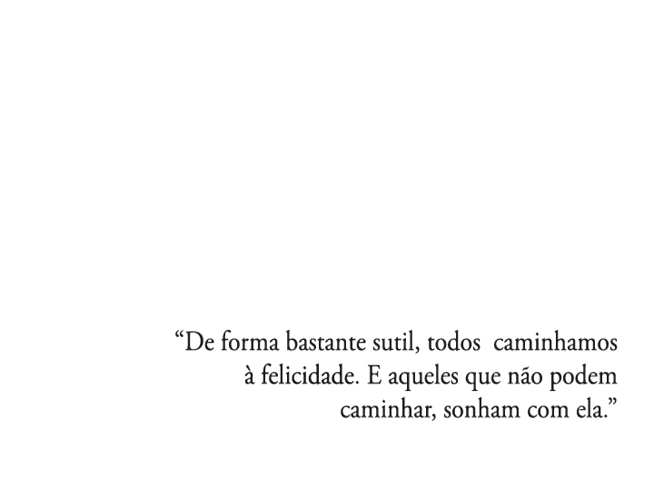 “De forma bastante sutil, todos  caminhamos
à felicidade. E aqueles que não podem
caminhar, sonham com ela.”